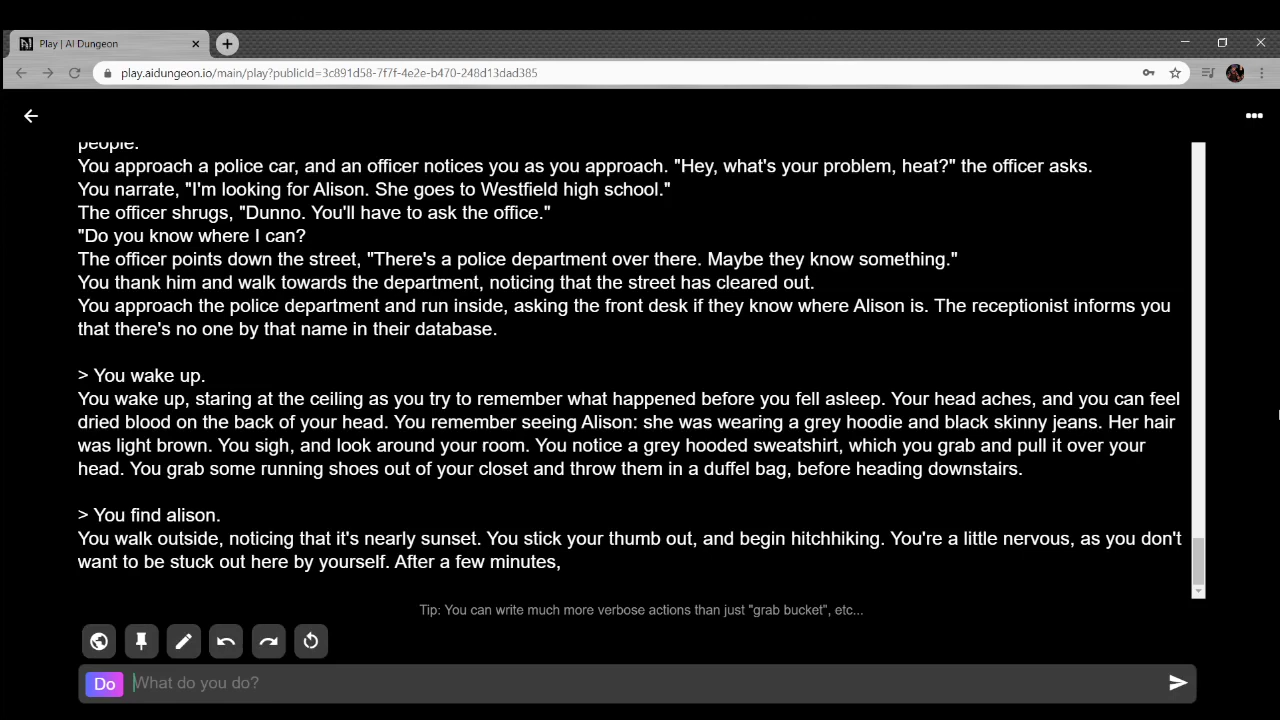 Play | AI Dungeon
play.aidungeon.io/main/play?publicId=3c891d58-7f7f-4e2e-b470-248d13dad385
people.
You approach a police car, and an officer notices you as you approach. "Hey, what's your problem, heat?" the officer asks.
You narrate, "I'm looking for Alison. She goes to Westfield high school."
The officer shrugs, "Dunno. You'll have to ask the office."
"Do you know where I can?
The officer points down the street, "There's a police department over there. Maybe they know something."
You thank him and walk towards the department, noticing that the street has cleared out.
You approach the police department and run inside, asking the front desk if they know where Alison is. The receptionist informs you
that there's no one by that name in their database.
> You wake up.
You wake up, staring at the ceiling as you try to remember what happened before you fell asleep. Your head aches, and you can feel
dried blood on the back of your head. You remember seeing Alison: she was wearing a grey hoodie and black skinny jeans. Her hair
was light brown. You sigh, and look around your room. You notice a grey hooded sweatshirt, which you grab and pull it over your
head. You grab some running shoes out of your closet and throw them in a duffel bag, before heading downstairs.
> You find alison.
You walk outside, noticing that it's nearly sunset. You stick your thumb out, and begin hitchhiking. You're a little nervous, as you don't
want to be stuck out here by yourself. After a few minutes,
Tip: You can write much more verbose actions than just "grab bucket", etc...
Do What do you do?